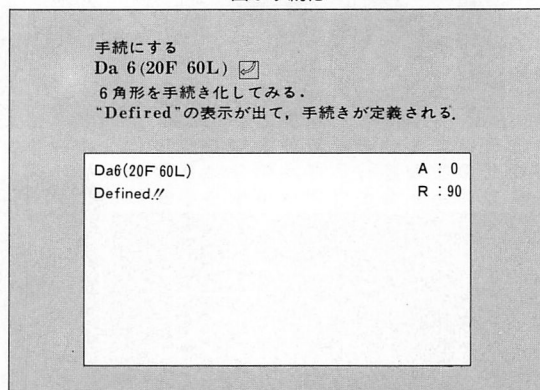 手続にする
Da 6(20F 60L)
6角形を手続き化してみる．
"Defired"の表示が出て，手続きが定義される．
Da6(20F 60L) A : 0
Defined!! R : 90